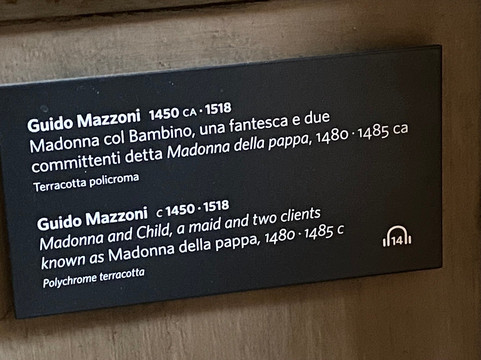 Guido Mazzoni 1450 CA · 1518
Madonna col Bambino, una fantesca e due
committenti detta Madonna della pappa, 1480 · 1485 ca
Terracotta policroma
Guido Mazzoni c 1450 · 1518
Madonna and Child, a maid and two clients
known as Madonna della pappa, 1480 · 1485 c
Polychrome terracotta
14